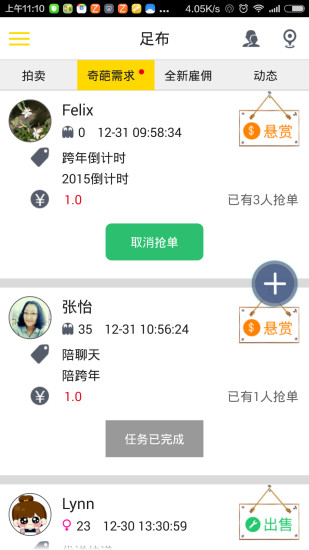 上午11:10 4.05K/s
足布
拍卖 奇葩需求 全新雇佣 动态
Felix
0 12-31 09:58:34
悬赏
跨年倒计时
2015倒计时
1.0 已有3人抢单
取消抢单
张怡
35 12-31 10:56:24
悬赏
陪聊天
陪跨年
1.0 已有1人抢单
任务已完成
Lynn
23 12-30 13:30:59
出售